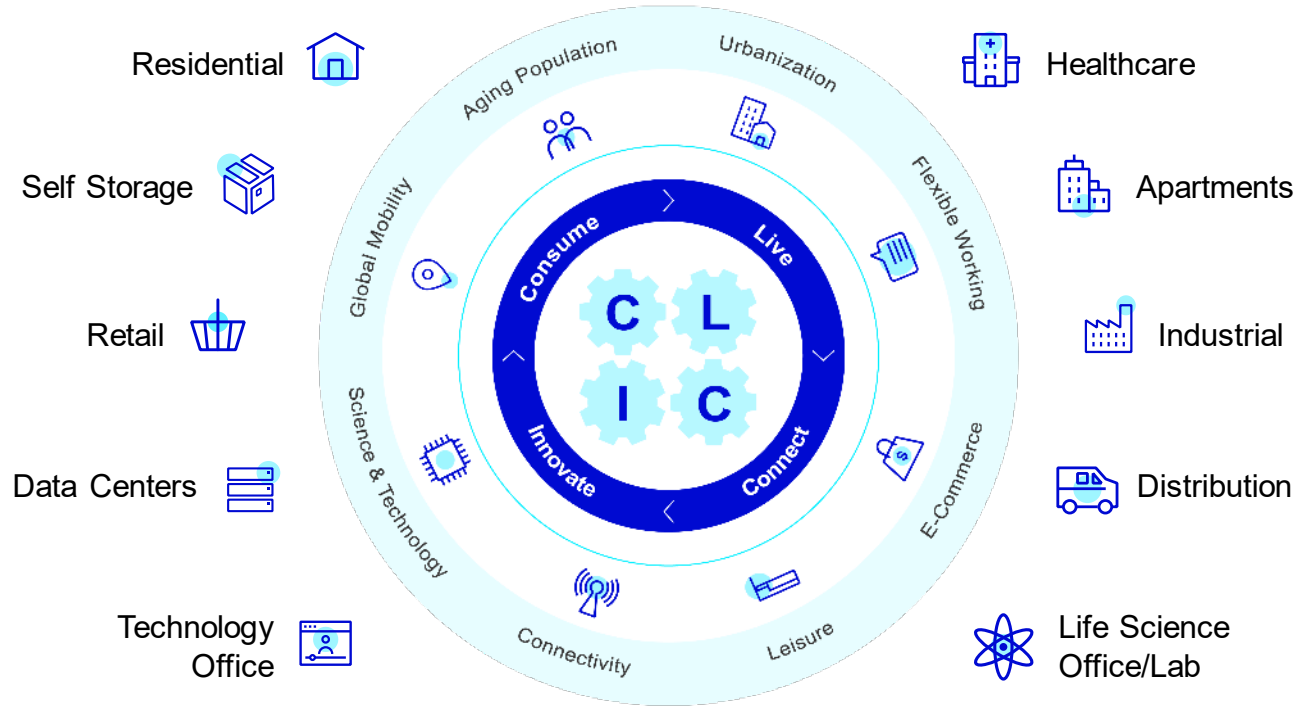 Residential
Self Storage
Retail
Data Centers
Technology
Office
Aging Population
Urbanization
Flexible Working
E-Commerce
Leisure
Connectivity
Science & Technology
Global Mobility
Consume
Live
Connect
Innovate
C L
I C
$
Healthcare
Apartments
Industrial
Distribution
Life Science
Office/Lab